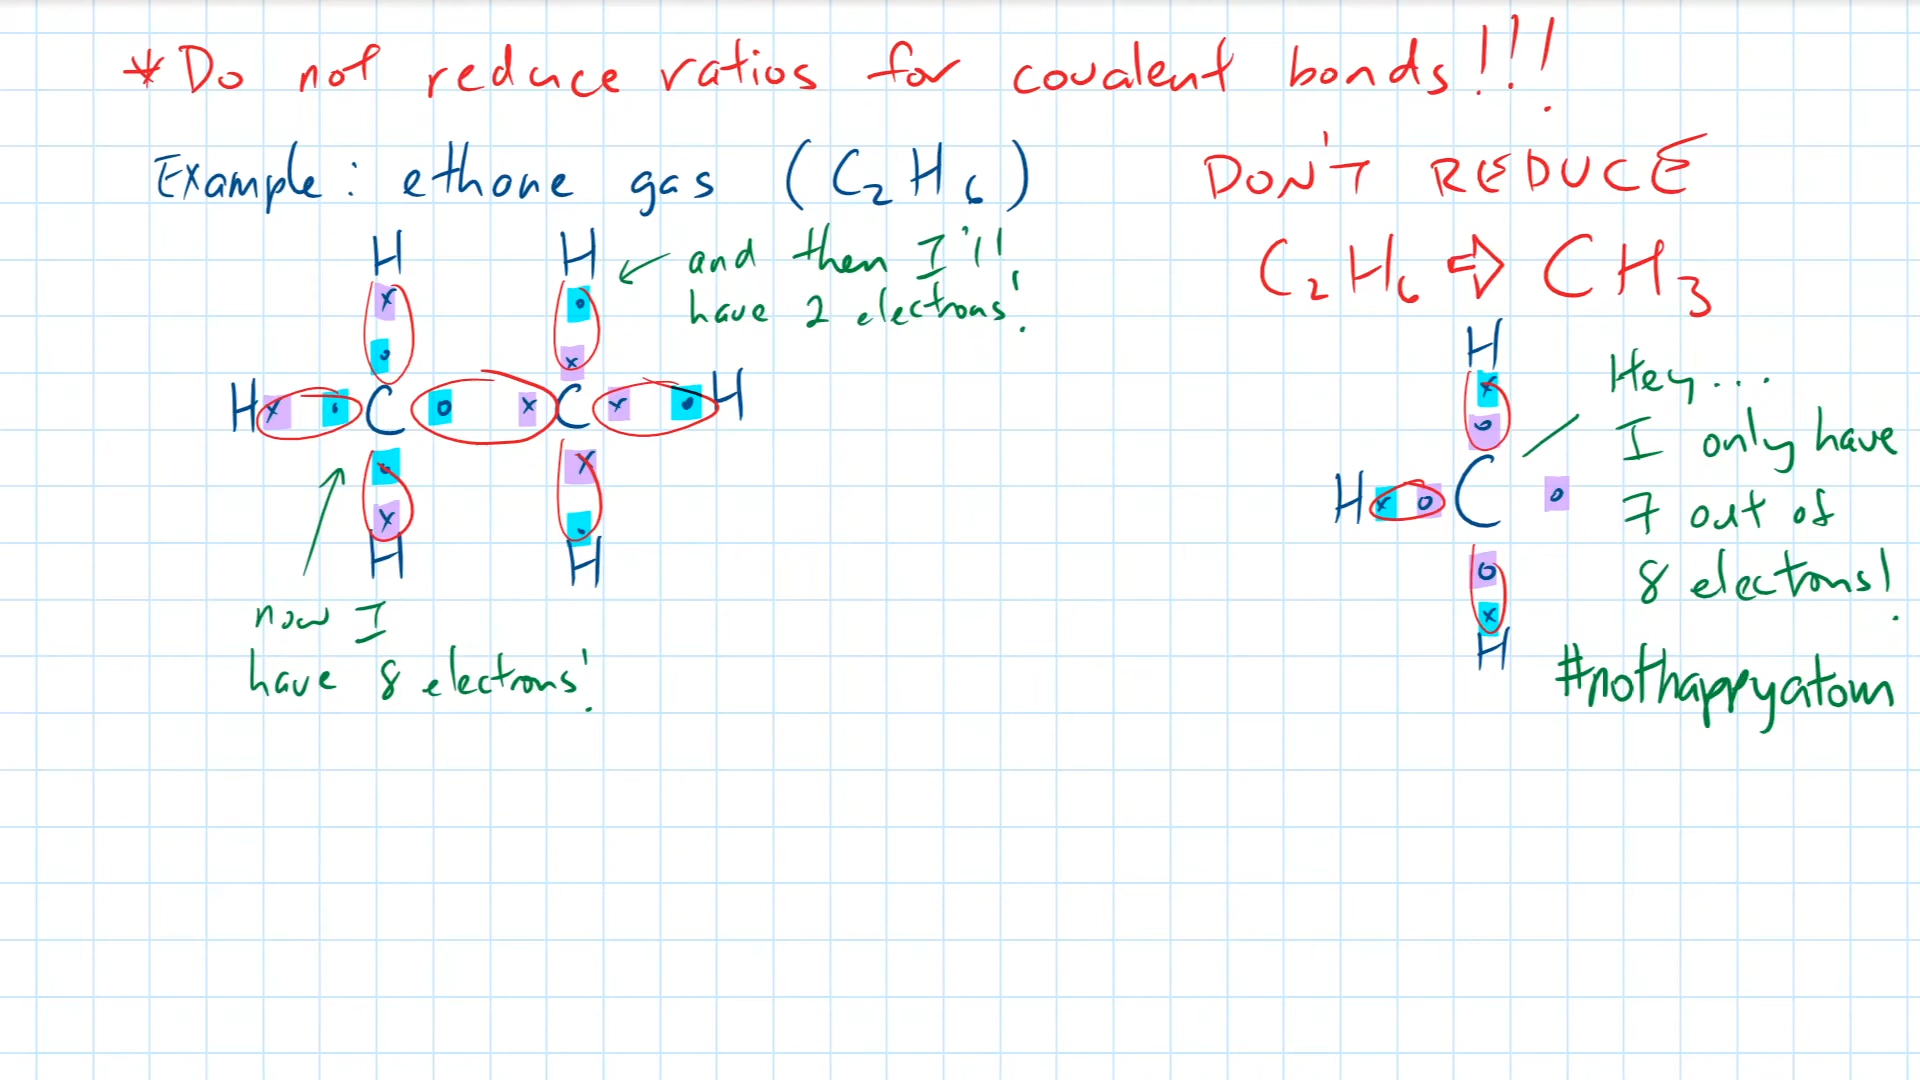 *Do not reduce ratios for covalent bonds!!!
Example: ethane gas (C₂H₆)
DON'T REDUCE
C₂H₆ ⇨ CH₃
H H
← and then I'll
have 2 electrons!
x o
o x
H x o C o x C x o H
o x
x o
H H
now I
have 8 electrons!
H
x
o
H x o C o
o
x
H
Hey...
I only have
7 out of
8 electrons!
#nothappyatom